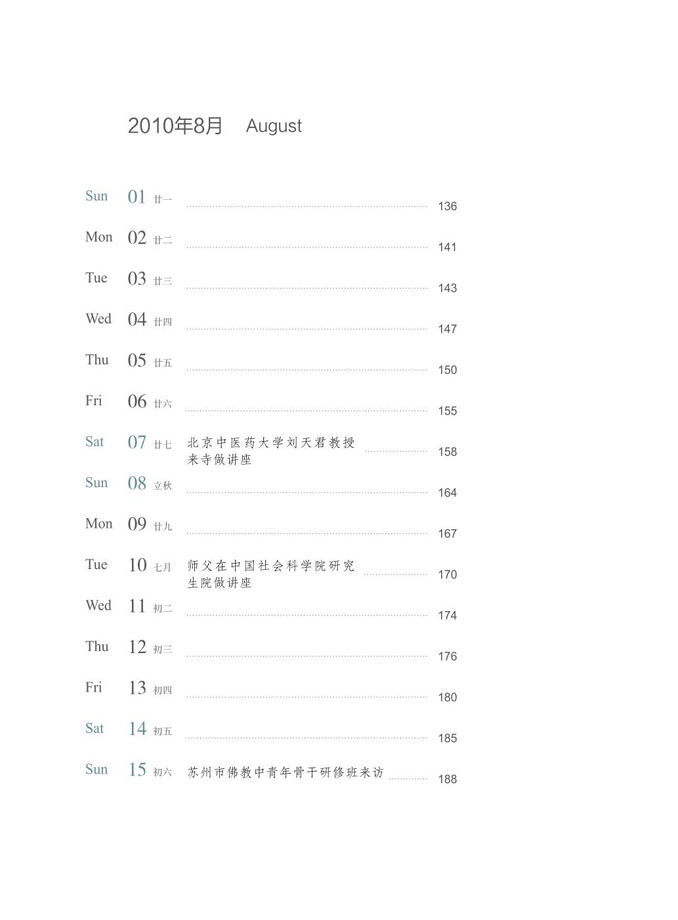 2010年8月 August
Sun 01 廿一 136
Mon 02 廿二 141
Tue 03 廿三 143
Wed 04 廿四 147
Thu 05 廿五 150
Fri 06 廿六 155
Sat 07 廿七 北京中医药大学刘天君教授 158
来寺做讲座
Sun 08 立秋 164
Mon 09 廿九 167
Tue 10 七月 师父在中国社会科学院研究 170
生院做讲座
Wed 11 初二 174
Thu 12 初三 176
Fri 13 初四 180
Sat 14 初五 185
Sun 15 初六 苏州市佛教中青年骨干研修班来访 188